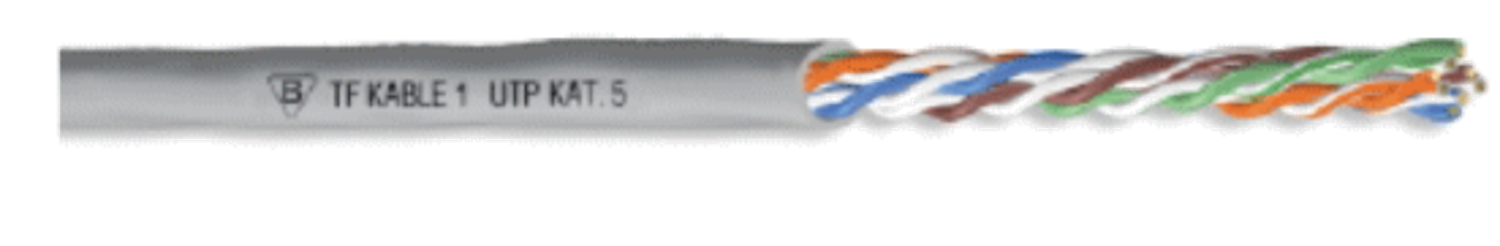 B TF KABLE 1 UTP KAT. 5